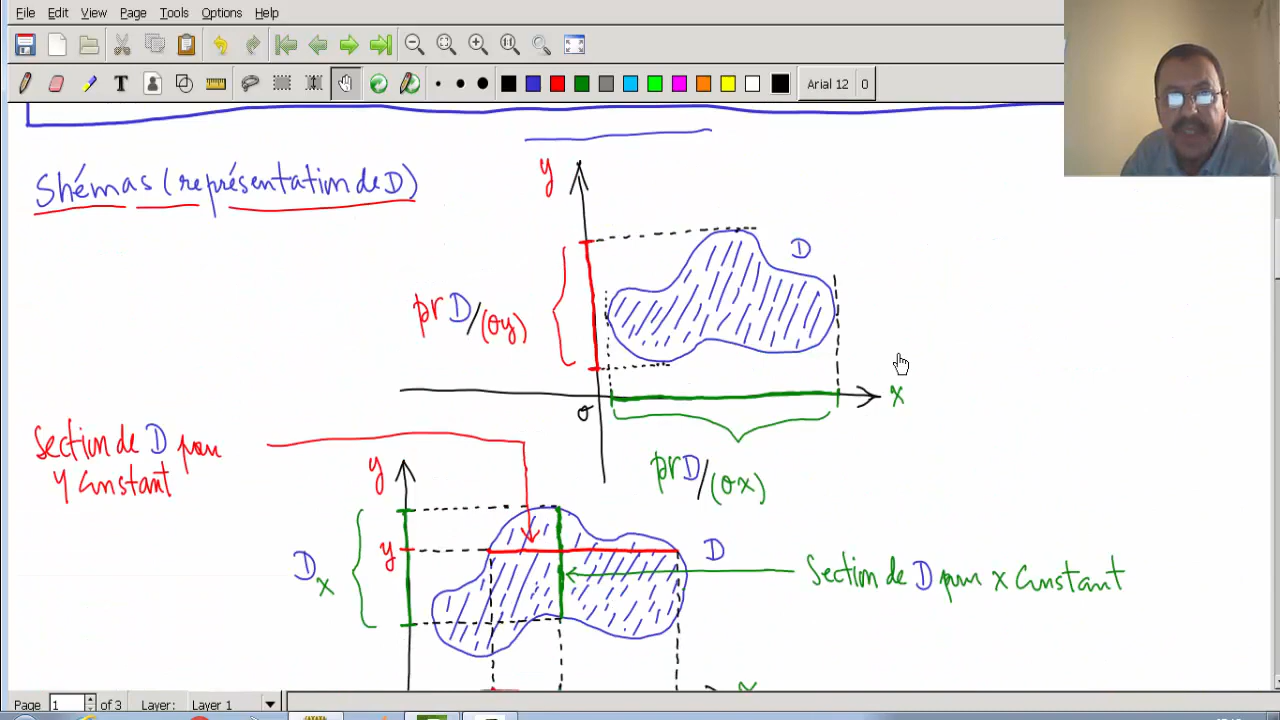 File Edit View Page Tools Options Help
Arial 12 0
Shémas (représentation de D)
y
D
pr D/(oy)
x
o
pr D/(ox)
Section de D pour
y Constant
y
y
D
Dx
Section de D pour x Constant
Page 1 of 3 Layer: Layer 1